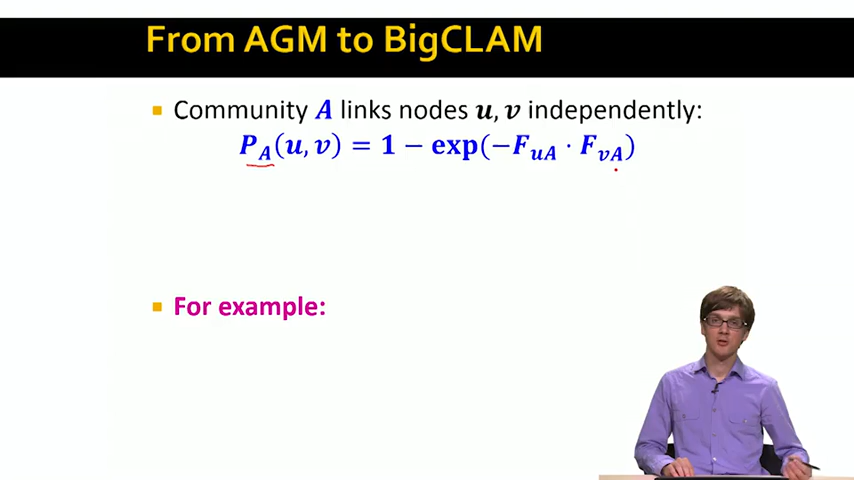 From AGM to BigCLAM
Community A links nodes u, v independently:
P_A(u, v) = 1 − exp(−F_uA · F_vA)
For example: